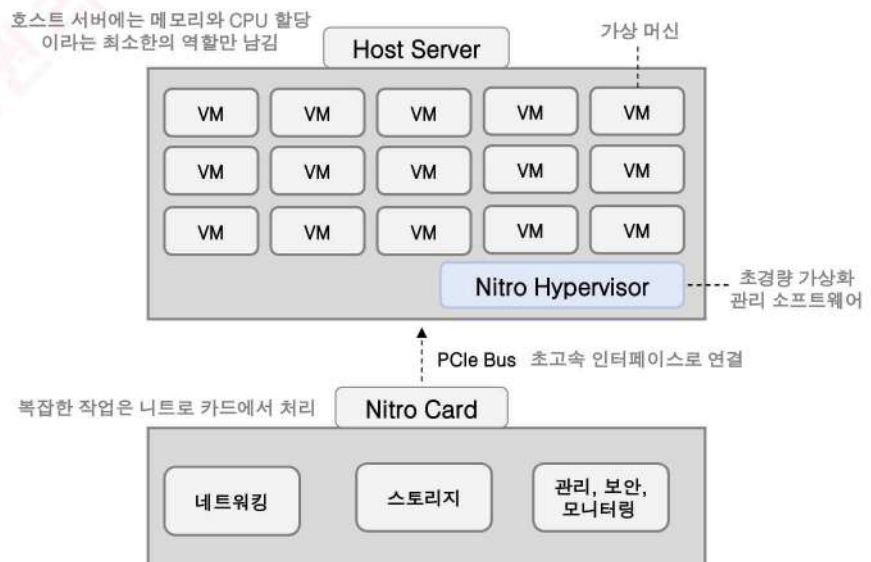 호스트 서버에는 메모리와 CPU 할당
이라는 최소한의 역할만 남김
Host Server
가상 머신
VM VM VM VM VM
VM VM VM VM VM
VM VM VM VM VM
Nitro Hypervisor
초경량 가상화
관리 소프트웨어
PCIe Bus 초고속 인터페이스로 연결
복잡한 작업은 니트로 카드에서 처리
Nitro Card
네트워킹
스토리지
관리, 보안,
모니터링